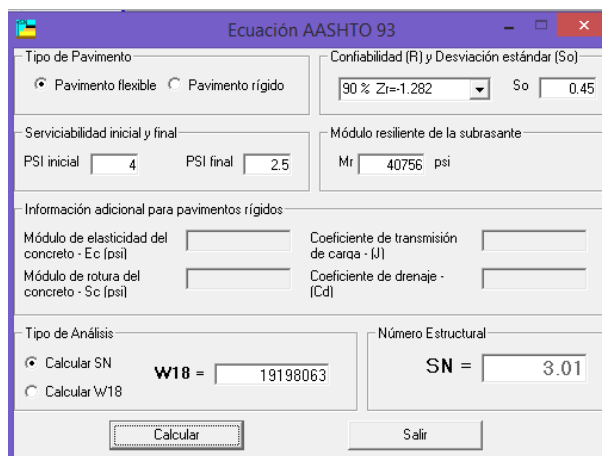 Ecuación AASHTO 93
Tipo de Pavimento
Pavimento flexible
Pavimento rígido
Confiabilidad (R) y Desviación estándar (So)
90 % Zr=-1.282
So 0.45
Serviciabilidad inicial y final
PSI inicial 4
PSI final 2.5
Módulo resiliente de la subrasante
Mr 40756 psi
Información adicional para pavimentos rígidos
Módulo de elasticidad del
concreto - Ec (psi)
Coeficiente de transmisión
de carga - (J)
Módulo de rotura del
concreto - Sc (psi)
Coeficiente de drenaje -
(Cd)
Tipo de Análisis
Calcular SN
Calcular W18
W18 = 19198063
Número Estructural
SN = 3.01
Calcular
Salir